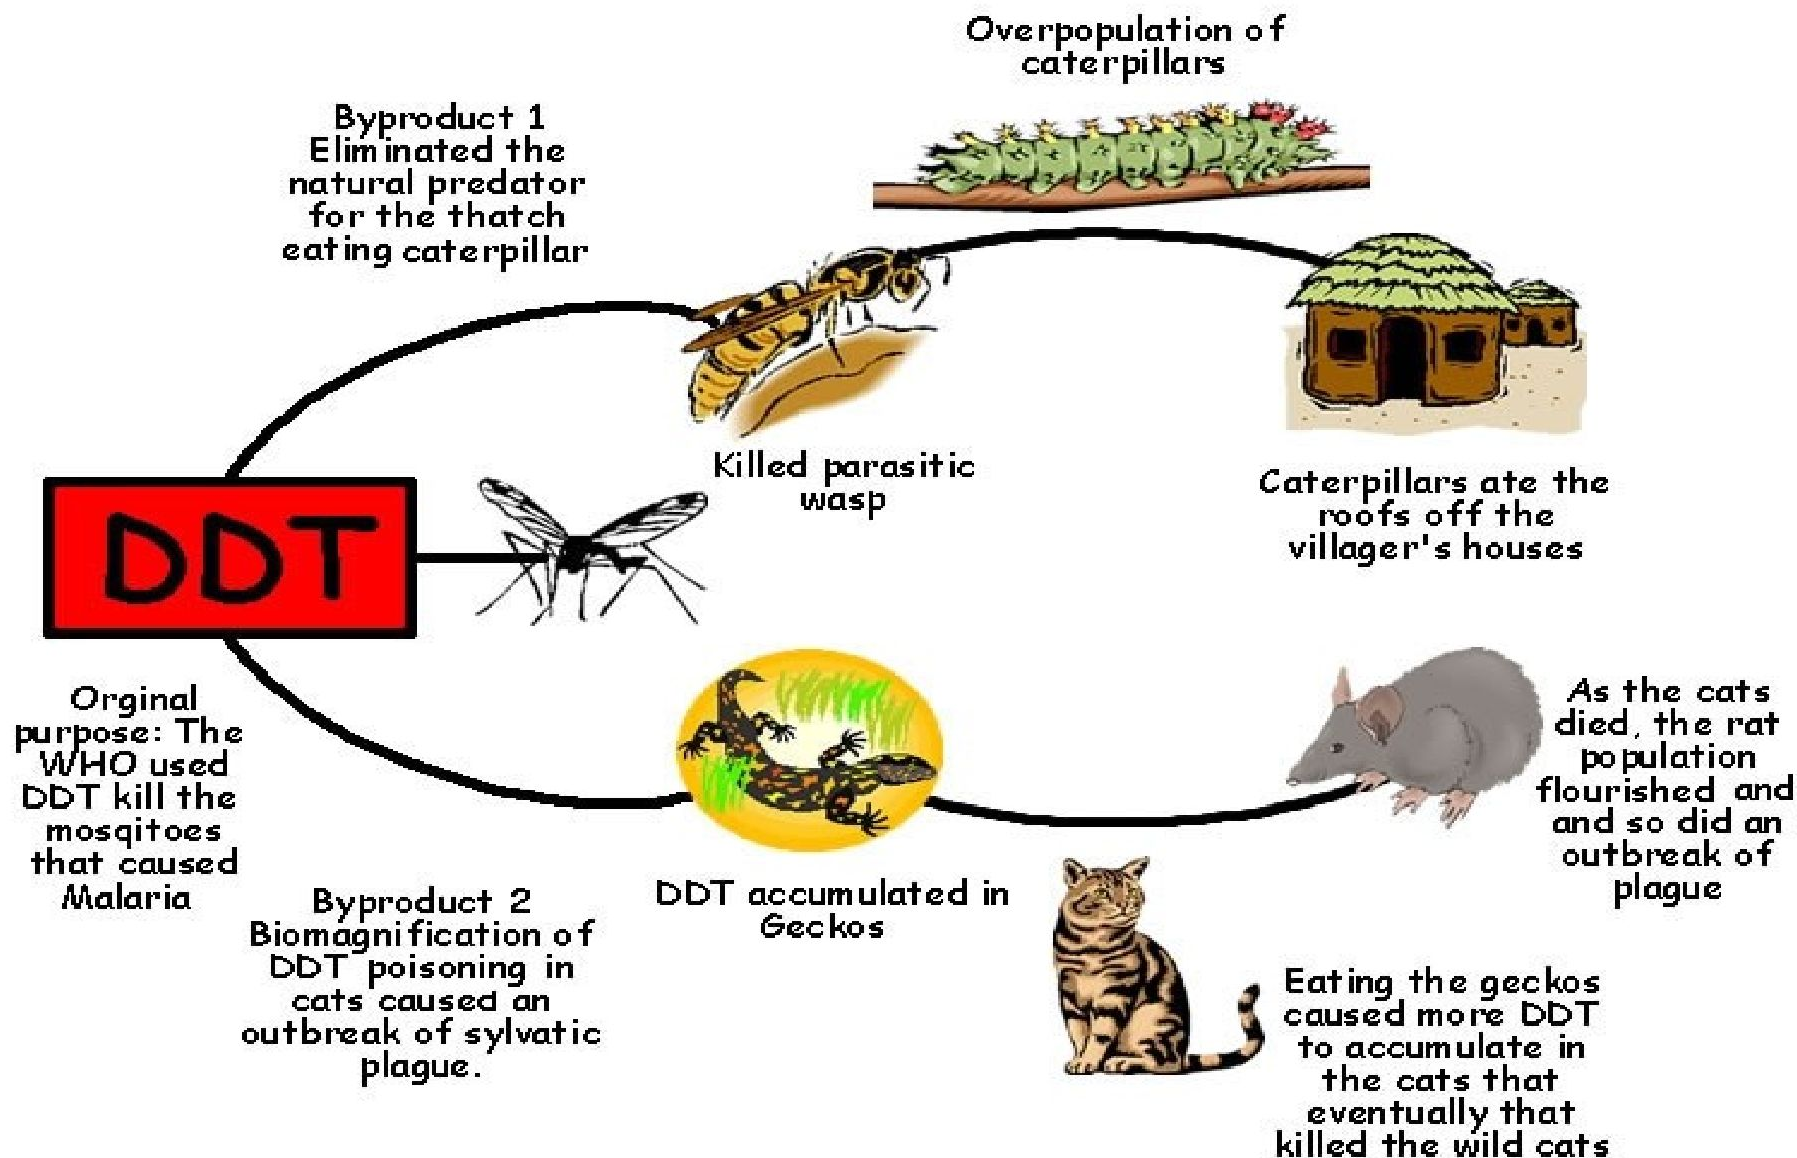 Overpopulation of
caterpillars
Byproduct 1
Eliminated the
natural predator
for the thatch
eating caterpillar
Killed parasitic
wasp
Caterpillars ate the
roofs off the
villager's houses
DDT
Orginal
purpose: The
WHO used
DDT kill the
mosqitoes
that caused
Malaria
Byproduct 2
Biomagnification of
DDT poisoning in
cats caused an
outbreak of sylvatic
plague.
DDT accumulated in
Geckos
As the cats
died, the rat
population
flourished and
and so did an
outbreak of
plague
Eating the geckos
caused more DDT
to accumulate in
the cats that
eventually that
killed the wild cats